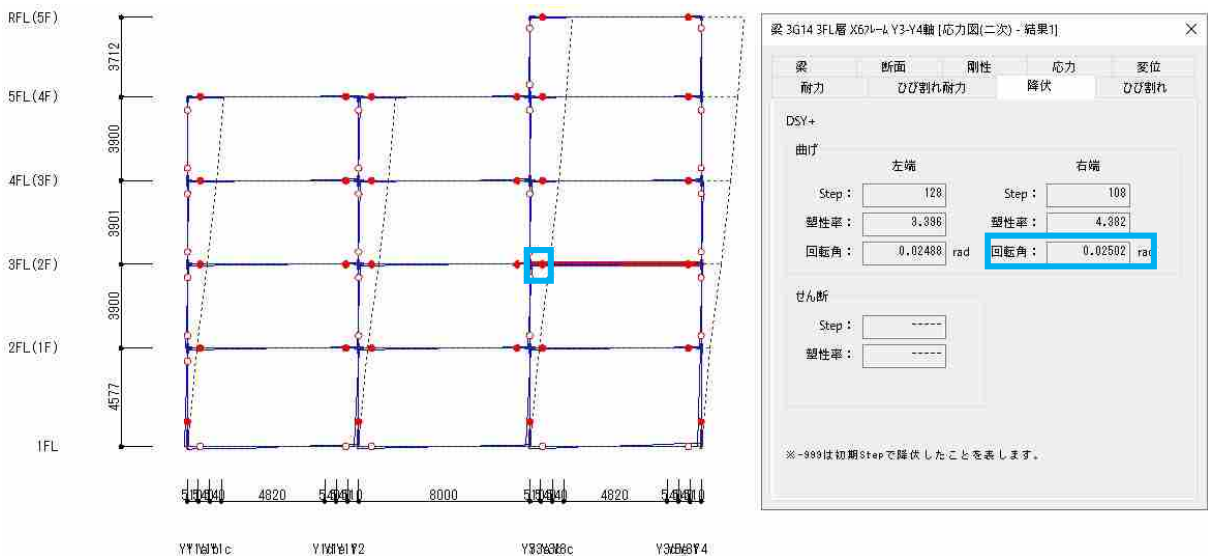 RFL(5F)
3712
5FL(4F)
3900
4FL(3F)
3901
3FL(2F)
3900
2FL(1F)
4577
1FL
4820
8000
4820
梁 3G14 3FL層 X6フレーム Y3-Y4軸 [応力図(二次) - 結果1]
梁 断面 剛性 応力 変位
耐力 ひび割れ耐力 降伏 ひび割れ
DSY+
曲げ
左端 右端
Step： 128 Step： 108
塑性率： 3.396 塑性率： 4.382
回転角： 0.02488 rad 回転角： 0.02502 rad
せん断
Step： -----
塑性率： -----
※-999は初期Stepで降伏したことを表します。